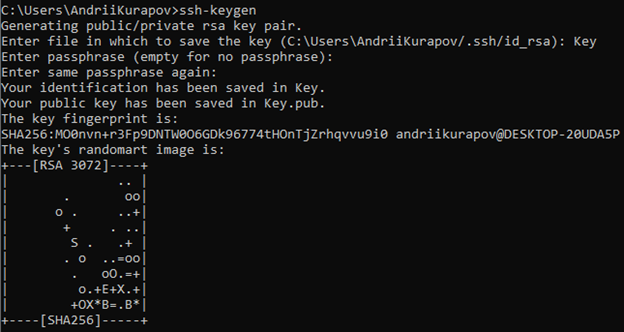 C:\Users\AndriiKurapov>ssh-keygen
Generating public/private rsa key pair.
Enter file in which to save the key (C:\Users\AndriiKurapov/.ssh/id_rsa): Key
Enter passphrase (empty for no passphrase):
Enter same passphrase again:
Your identification has been saved in Key.
Your public key has been saved in Key.pub.
The key fingerprint is:
SHA256:MO0nvn+r3Fp9DNTW0O6GDk96774tHOnTjZrhqvvu9i0 andriikurapov@DESKTOP-20UDA5P
The key's randomart image is:
+---[RSA 3072]----+
|              .. |
|       .       oo|
|      o .     ..+|
|       +     . ..|
|        S .   .+ |
|       . o  ..=oo|
|        .   oO.=+|
|         o.+E+X.+|
|        +OX*B=.B*|
+----[SHA256]-----+